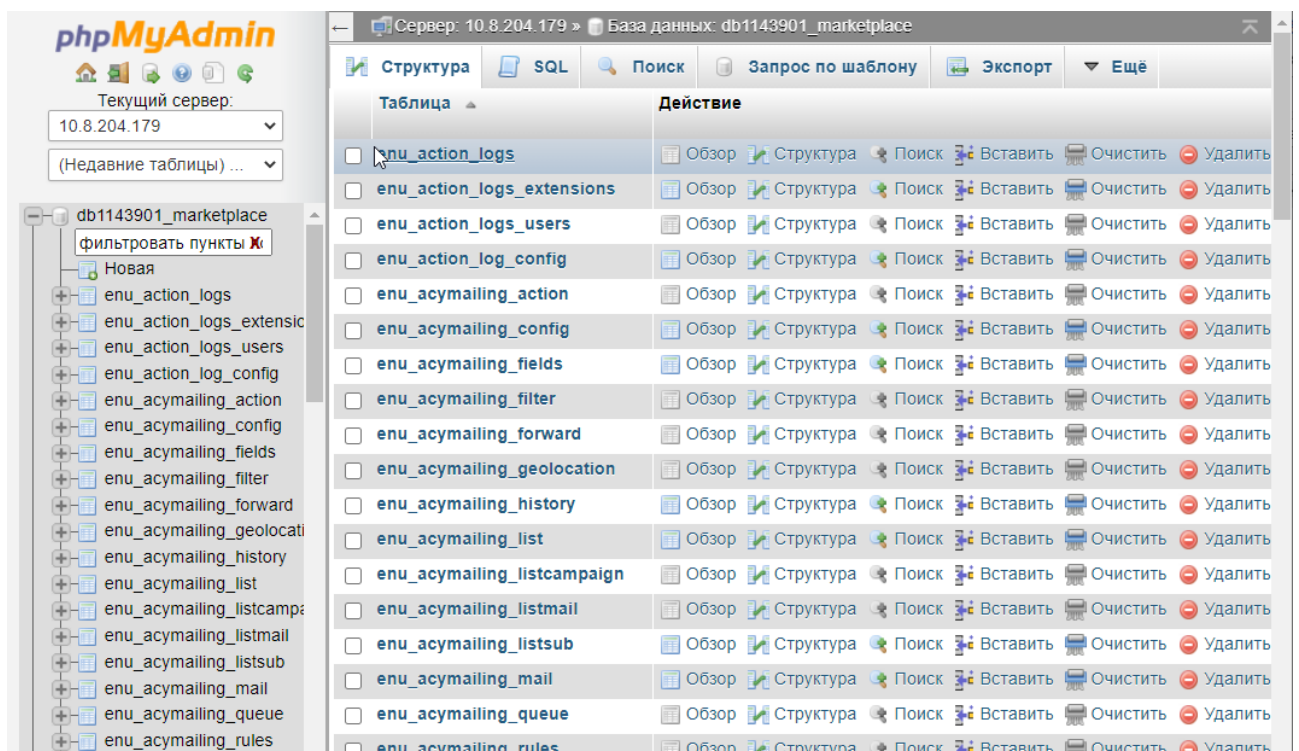 phpMyAdmin
Текущий сервер:
10.8.204.179
(Недавние таблицы) ...
db1143901_marketplace
фильтровать пункты
Новая
enu_action_logs
enu_action_logs_extensic
enu_action_logs_users
enu_action_log_config
enu_acymailing_action
enu_acymailing_config
enu_acymailing_fields
enu_acymailing_filter
enu_acymailing_forward
enu_acymailing_geolocati
enu_acymailing_history
enu_acymailing_list
enu_acymailing_listcampa
enu_acymailing_listmail
enu_acymailing_listsub
enu_acymailing_mail
enu_acymailing_queue
enu_acymailing_rules
Сервер: 10.8.204.179 » База данных: db1143901_marketplace
Структура SQL Поиск Запрос по шаблону Экспорт Ещё
Таблица Действие
enu_action_logs Обзор Структура Поиск Вставить Очистить Удалить
enu_action_logs_extensions Обзор Структура Поиск Вставить Очистить Удалить
enu_action_logs_users Обзор Структура Поиск Вставить Очистить Удалить
enu_action_log_config Обзор Структура Поиск Вставить Очистить Удалить
enu_acymailing_action Обзор Структура Поиск Вставить Очистить Удалить
enu_acymailing_config Обзор Структура Поиск Вставить Очистить Удалить
enu_acymailing_fields Обзор Структура Поиск Вставить Очистить Удалить
enu_acymailing_filter Обзор Структура Поиск Вставить Очистить Удалить
enu_acymailing_forward Обзор Структура Поиск Вставить Очистить Удалить
enu_acymailing_geolocation Обзор Структура Поиск Вставить Очистить Удалить
enu_acymailing_history Обзор Структура Поиск Вставить Очистить Удалить
enu_acymailing_list Обзор Структура Поиск Вставить Очистить Удалить
enu_acymailing_listcampaign Обзор Структура Поиск Вставить Очистить Удалить
enu_acymailing_listmail Обзор Структура Поиск Вставить Очистить Удалить
enu_acymailing_listsub Обзор Структура Поиск Вставить Очистить Удалить
enu_acymailing_mail Обзор Структура Поиск Вставить Очистить Удалить
enu_acymailing_queue Обзор Структура Поиск Вставить Очистить Удалить
enu_acymailing_rules Обзор Структура Поиск Вставить Очистить Удалить